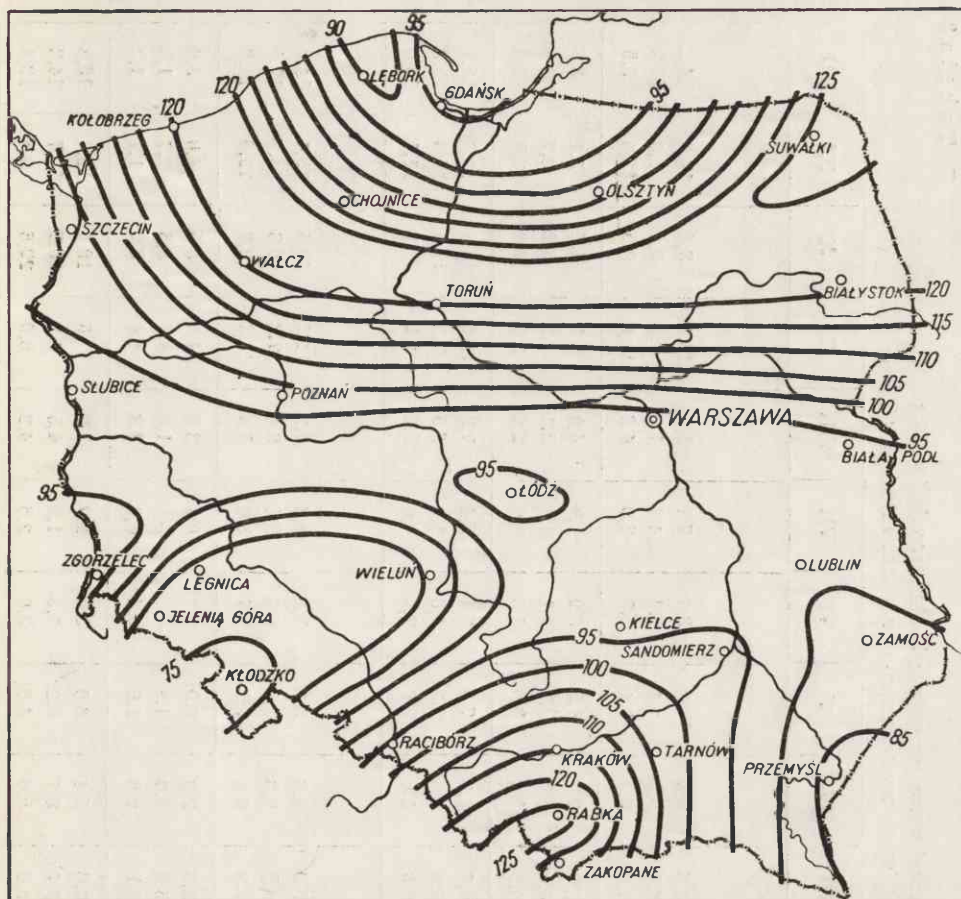 90
95
LĘBORK
GDAŃSK
120
120
KOŁOBRZEG
95
125
SUWAŁKI
CHOJNICE
OLSZTYŃ
SZCZECIN
WAŁCZ
TORUŃ
BIAŁYSTOK
120
115
110
105
100
SŁUBICE
POZNAŃ
WARSZAWA
95
BIAŁA PODL
95
ŁÓDŹ
95
ZGORZELEC
LEGNICA
WIELUŃ
LUBLIN
JELENIA GÓRA
KIELCE
95
SANDOMIERZ
ZAMOŚĆ
75
KŁODZKO
100
105
110
RACIBÓRZ
KRAKÓW
TARNÓW
85
PRZEMYŚL
120
RABKA
125
ZAKOPANE